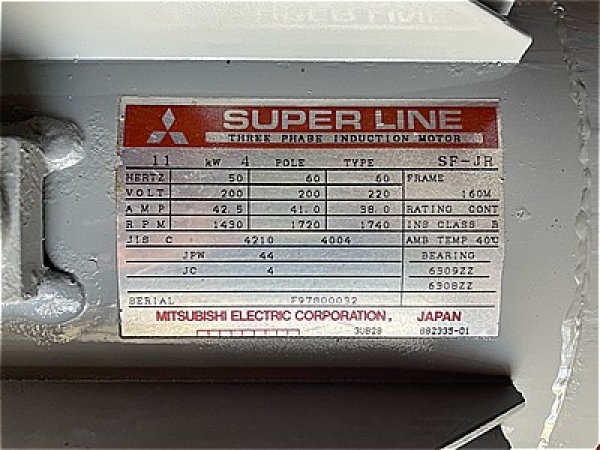 SUPER LINE
THREE PHASE INDUCTION MOTOR
11 kW 4 POLE TYPE SF-JR
HERTZ 50 60 60 FRAME
VOLT 200 200 220 160M
AMP 42.5 41.0 38.0 RATING CONT
RPM 1430 1720 1740 INS CLASS B
JIS C 4210 4004 AMB TEMP 40℃
JPW 44 BEARING
JC 4 6309ZZ
6308ZZ
SERIAL F97800032
MITSUBISHI ELECTRIC CORPORATION, JAPAN
3UB28 882335-01